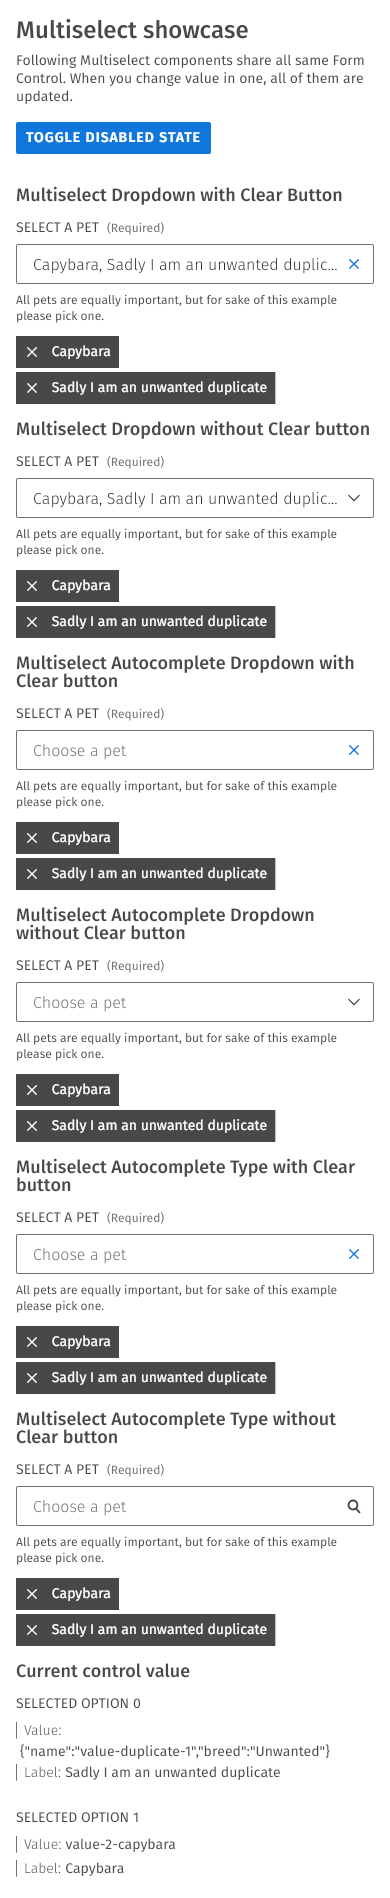 Multiselect showcase
Following Multiselect components share all same Form
Control. When you change value in one, all of them are
updated.
TOGGLE DISABLED STATE
Multiselect Dropdown with Clear Button
SELECT A PET (Required)
Capybara, Sadly I am an unwanted duplic...
All pets are equally important, but for sake of this example
please pick one.
Capybara
Sadly I am an unwanted duplicate
Multiselect Dropdown without Clear button
SELECT A PET (Required)
Capybara, Sadly I am an unwanted duplic...
All pets are equally important, but for sake of this example
please pick one.
Capybara
Sadly I am an unwanted duplicate
Multiselect Autocomplete Dropdown with
Clear button
SELECT A PET (Required)
Choose a pet
All pets are equally important, but for sake of this example
please pick one.
Capybara
Sadly I am an unwanted duplicate
Multiselect Autocomplete Dropdown
without Clear button
SELECT A PET (Required)
Choose a pet
All pets are equally important, but for sake of this example
please pick one.
Capybara
Sadly I am an unwanted duplicate
Multiselect Autocomplete Type with Clear
button
SELECT A PET (Required)
Choose a pet
All pets are equally important, but for sake of this example
please pick one.
Capybara
Sadly I am an unwanted duplicate
Multiselect Autocomplete Type without
Clear button
SELECT A PET (Required)
Choose a pet
All pets are equally important, but for sake of this example
please pick one.
Capybara
Sadly I am an unwanted duplicate
Current control value
SELECTED OPTION 0
Value:
{"name":"value-duplicate-1","breed":"Unwanted"}
Label: Sadly I am an unwanted duplicate
SELECTED OPTION 1
Value: value-2-capybara
Label: Capybara